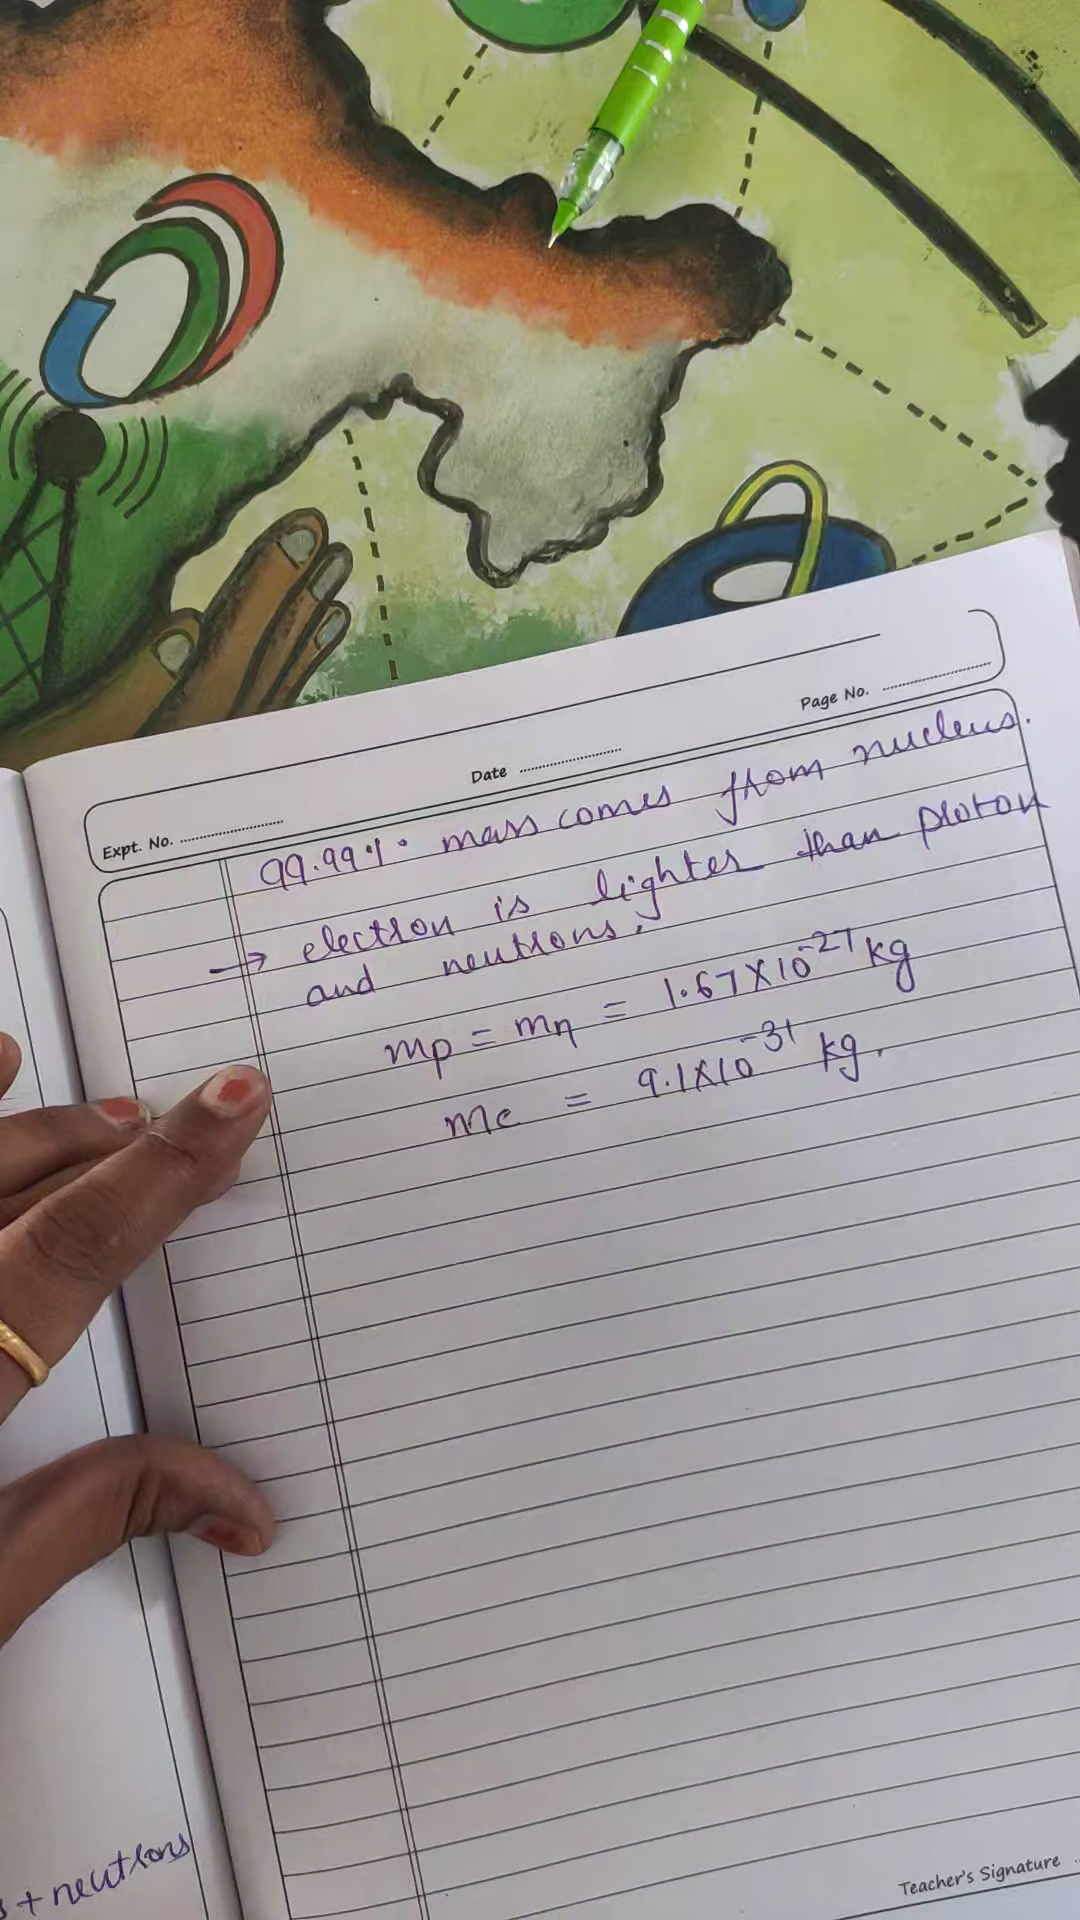 Page No.
Date
Expt. No.
99.99% mass comes from nucleus.
→ electron is lighter than proton
and neutrons.
mp = mn = 1.67×10⁻²⁷ kg
me = 9.1×10⁻³¹ kg.
+ neutrons
Teacher's Signature